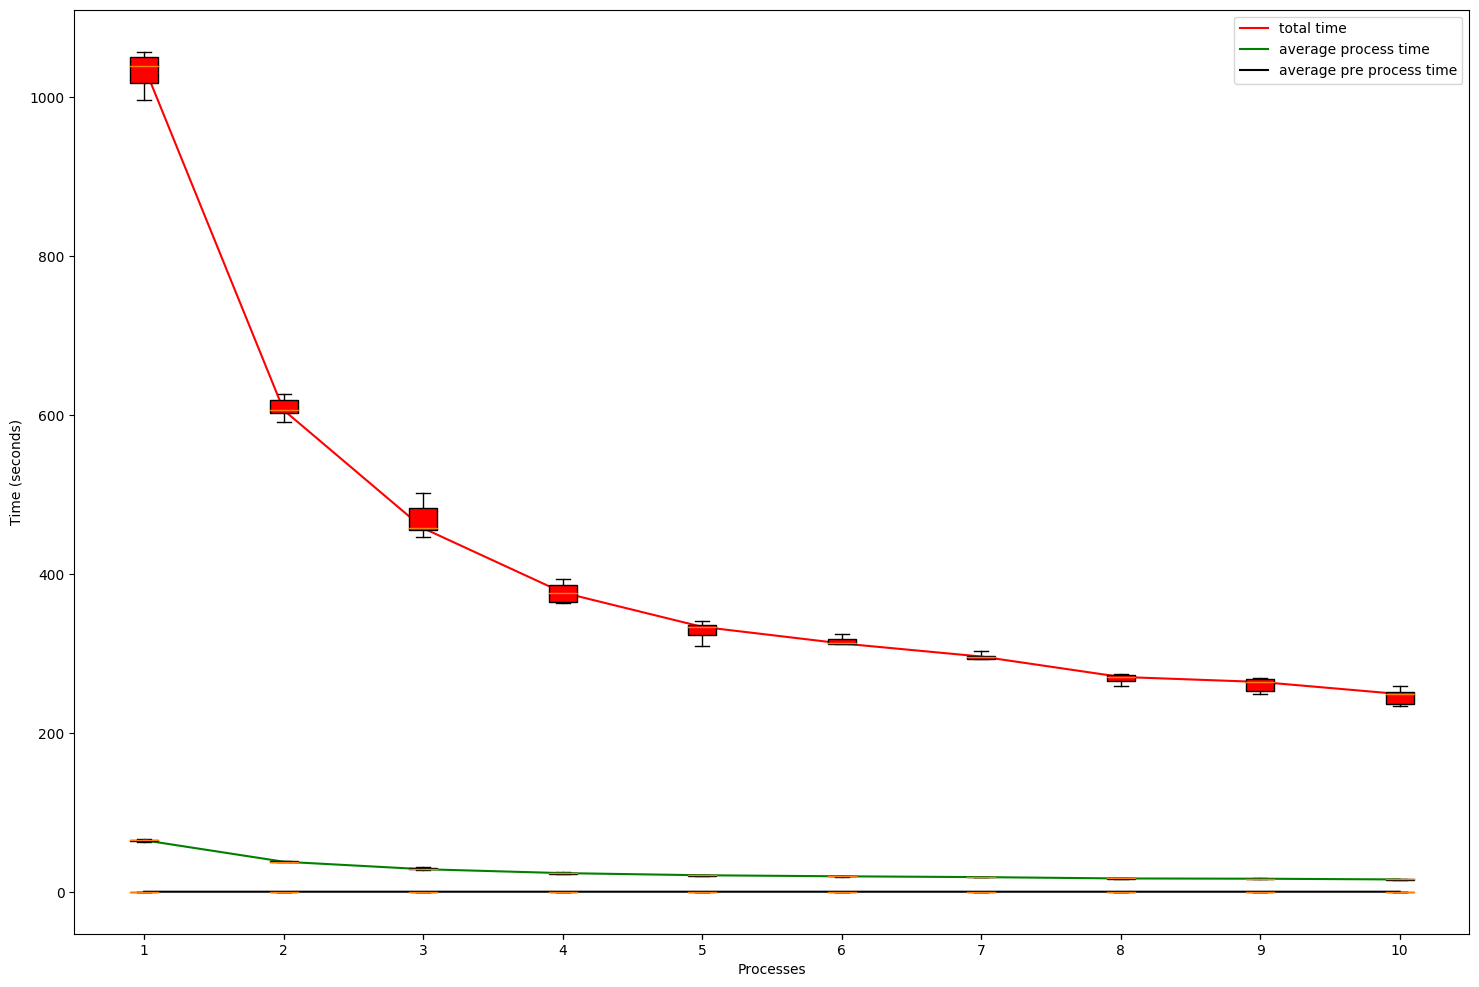 total time
average process time
average pre process time
1000
800
600
400
200
0
Time (seconds)
1 2 3 4 5 6 7 8 9 10
Processes